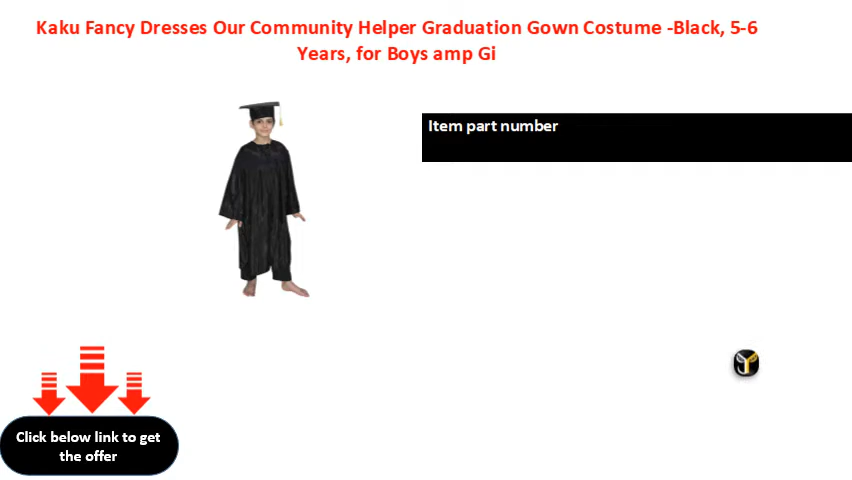 Kaku Fancy Dresses Our Community Helper Graduation Gown Costume -Black, 5-6
Years, for Boys amp Gi
Item part number
Click below link to get
the offer